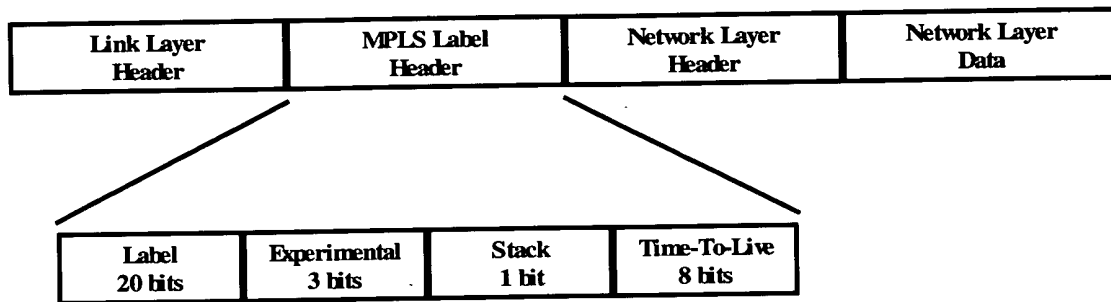 Link Layer
Header
MPLS Label
Header
Network Layer
Header
Network Layer
Data
Label
20 bits
Experimental
3 bits
Stack
1 bit
Time-To-Live
8 bits